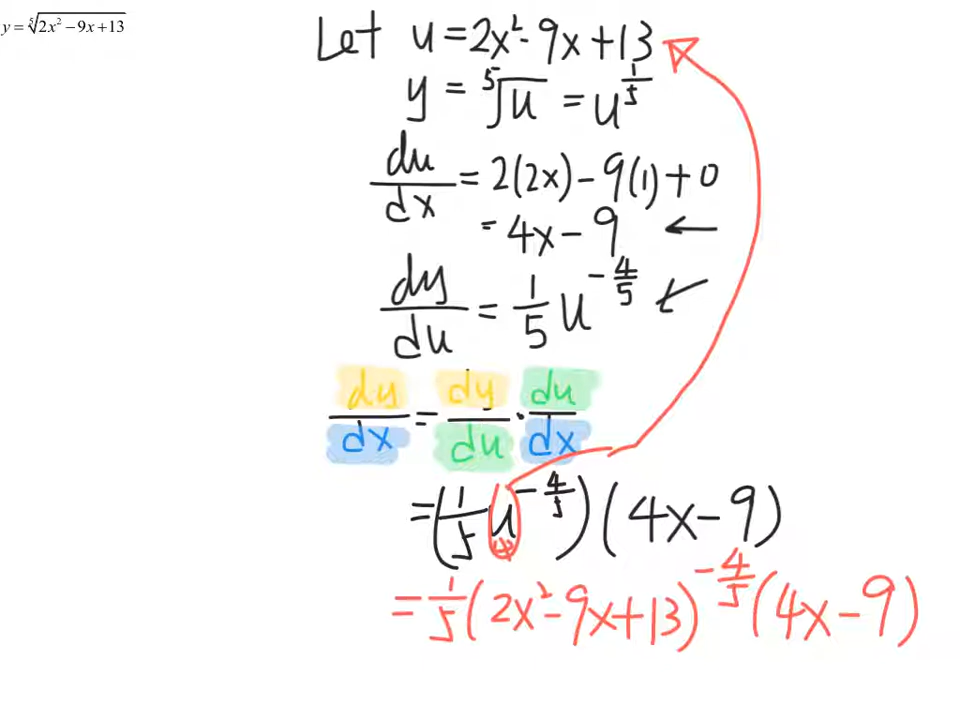 y = ⁵√(2x² − 9x + 13)
Let u = 2x² - 9x + 13
y = ⁵√u = u^(1/5)
du/dx = 2(2x) - 9(1) + 0
= 4x - 9 ←
dy/du = 1/5 u^(-4/5) ←
dy/dx = dy/du · du/dx
= (1/5 u^(-4/5)) (4x - 9)
= 1/5 (2x² - 9x + 13)^(-4/5) (4x - 9)